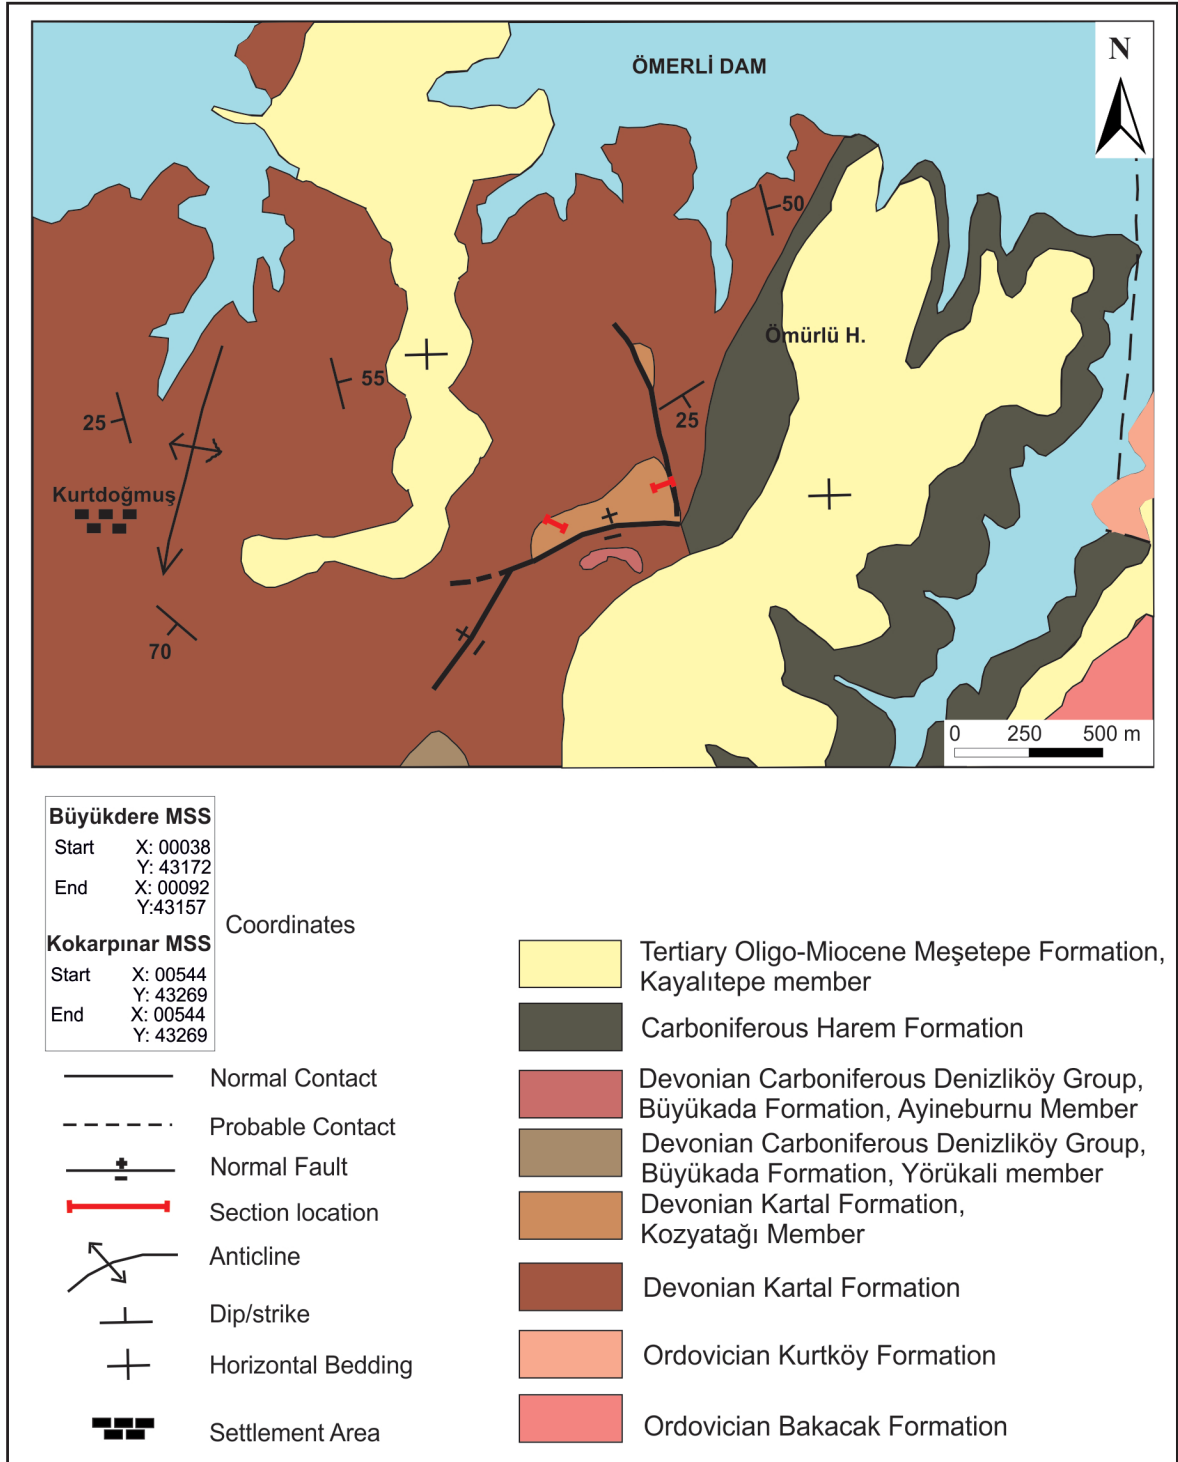 N
ÖMERLİ DAM
50
Ömürlü H.
55
25
25
Kurtdoğmuş
70
0 250 500 m
Büyükdere MSS
Start X: 00038
Y: 43172
End X: 00092
Y:43157
Kokarpınar MSS
Start X: 00544
Y: 43269
End X: 00544
Y: 43269
Coordinates
Normal Contact
Probable Contact
Normal Fault
Section location
Anticline
Dip/strike
Horizontal Bedding
Settlement Area
Tertiary Oligo-Miocene Meşetepe Formation,
Kayalıtepe member
Carboniferous Harem Formation
Devonian Carboniferous Denizliköy Group,
Büyükada Formation, Ayineburnu Member
Devonian Carboniferous Denizliköy Group,
Büyükada Formation, Yörükali member
Devonian Kartal Formation,
Kozyatağı Member
Devonian Kartal Formation
Ordovician Kurtköy Formation
Ordovician Bakacak Formation